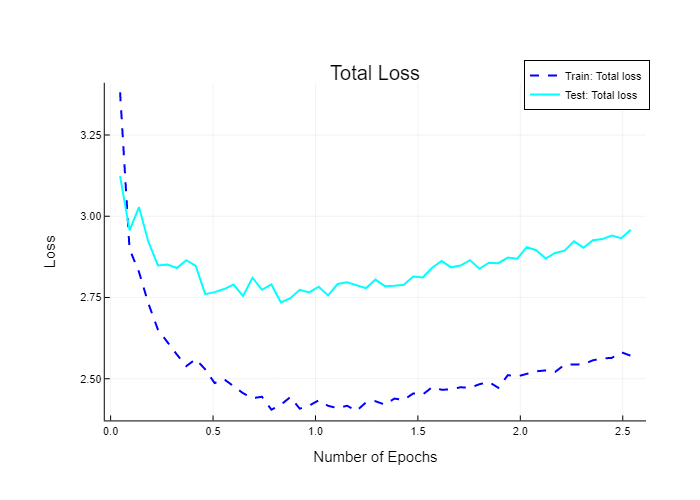 Total Loss
Train: Total loss
Test: Total loss
3.25
3.00
2.75
2.50
Loss
0.0 0.5 1.0 1.5 2.0 2.5
Number of Epochs